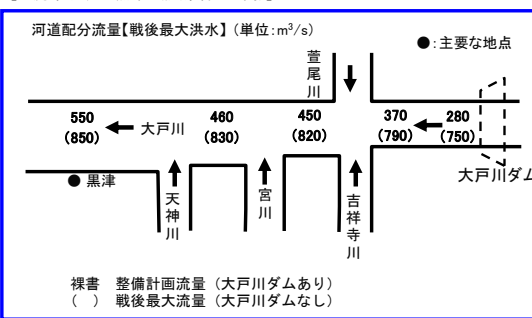 河道配分流量【戦後最大洪水】（単位:m³/s）
●:主要な地点
萱尾川
550 460 450 370 280
(850) (830) (820) (790) (750)
大戸川
大戸川ダム
● 黒津
天神川
宮川
吉祥寺川
裸書 整備計画流量（大戸川ダムあり）
（ ） 戦後最大流量（大戸川ダムなし）